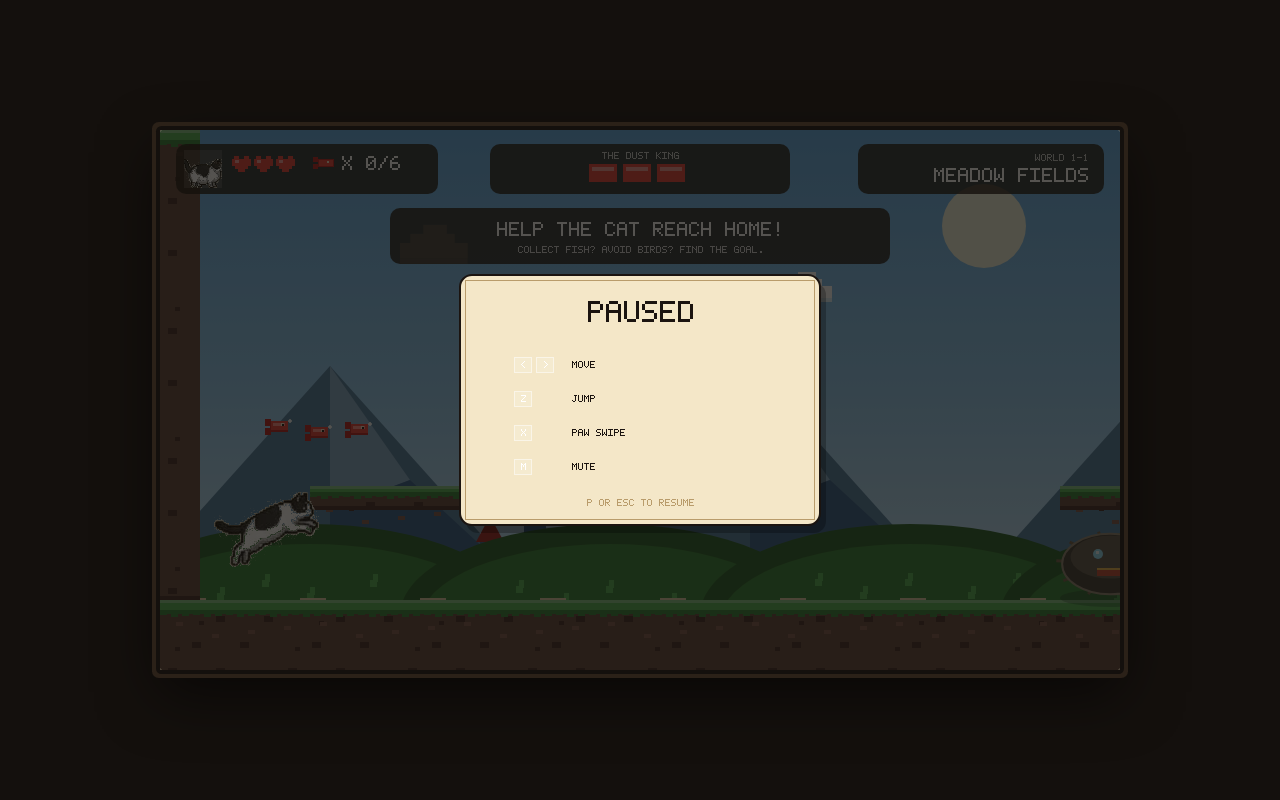 X 0/6
THE DUST KING
WORLD 1-1
MEADOW FIELDS
HELP THE CAT REACH HOME!
COLLECT FISH? AVOID BIRDS? FIND THE GOAL.
PAUSED
< > MOVE
Z JUMP
X PAW SWIPE
M MUTE
P OR ESC TO RESUME